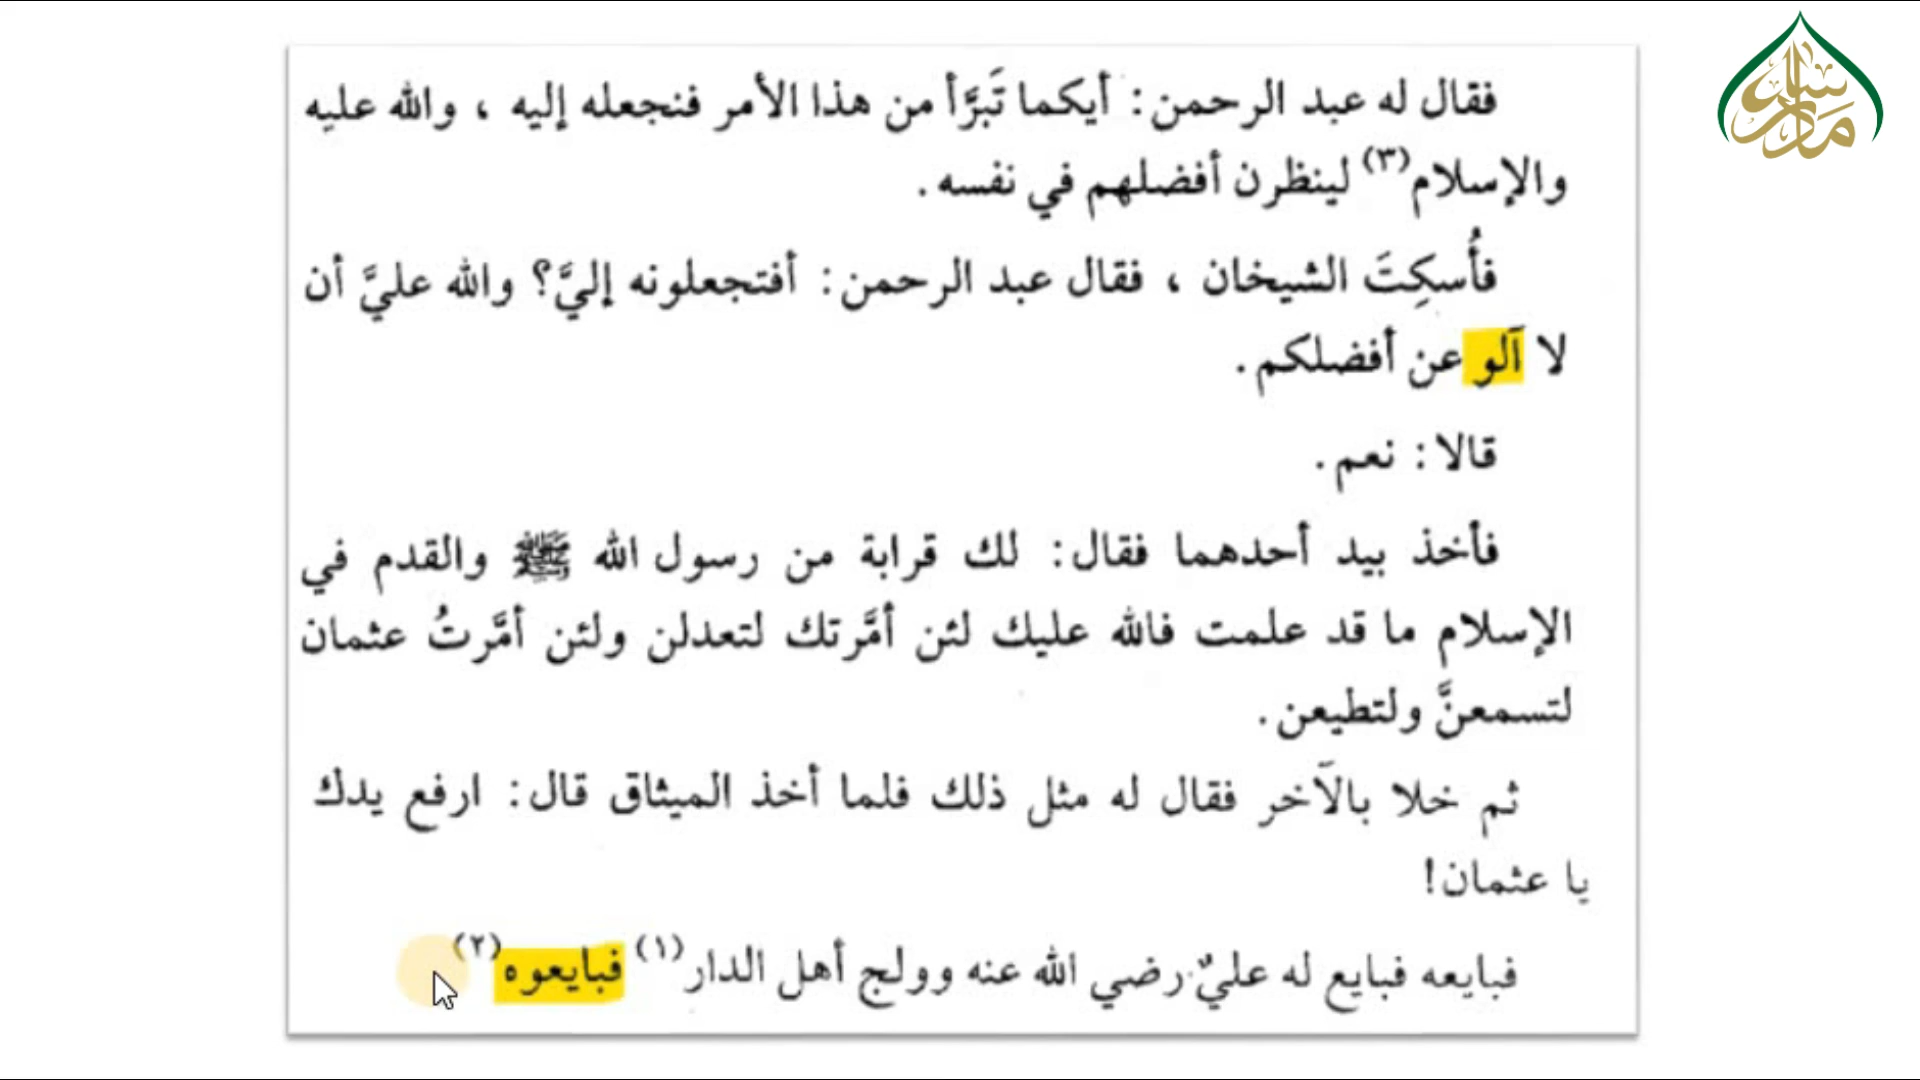 فقال له عبد الرحمن: أيكما تَبرَّأ من هذا الأمر فنجعله إليه ، والله عليه
والإسلام(٣) لينظرن أفضلهم في نفسه .
فأُسكِتَ الشيخان ، فقال عبد الرحمن: أفتجعلونه إليَّ؟ والله عليَّ أن
لا آلو عن أفضلكم .
قالا: نعم .
فأخذ بيد أحدهما فقال: لك قرابة من رسول الله ﷺ والقدم في
الإسلام ما قد علمت فالله عليك لئن أمَّرتك لتعدلن ولئن أمَّرتُ عثمان
لتسمعنَّ ولتطيعن .
ثم خلا بالآخر فقال له مثل ذلك فلما أخذ الميثاق قال: ارفع يدك
يا عثمان!
فبايعه فبايع له عليٌّ رضي الله عنه وولج أهل الدار(١) فبايعوه(٢)